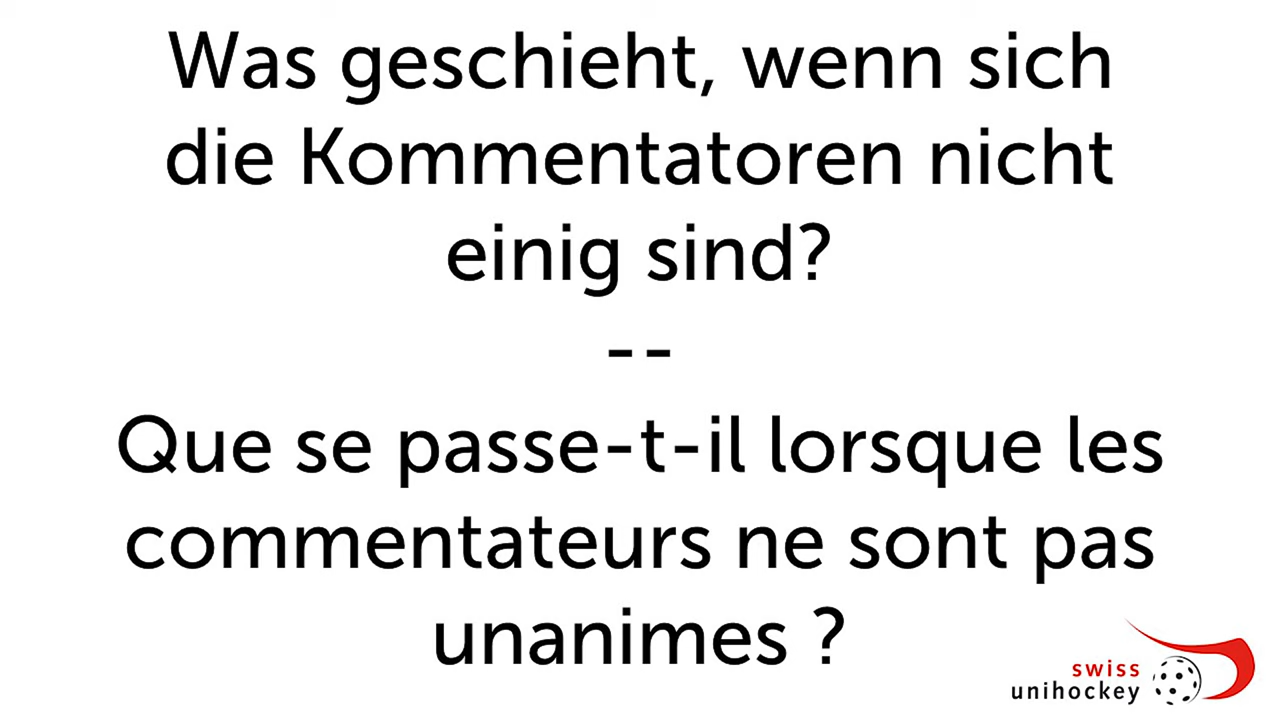 Was geschieht, wenn sich
die Kommentatoren nicht
einig sind?
--
Que se passe-t-il lorsque les
commentateurs ne sont pas
unanimes ?
swiss
unihockey